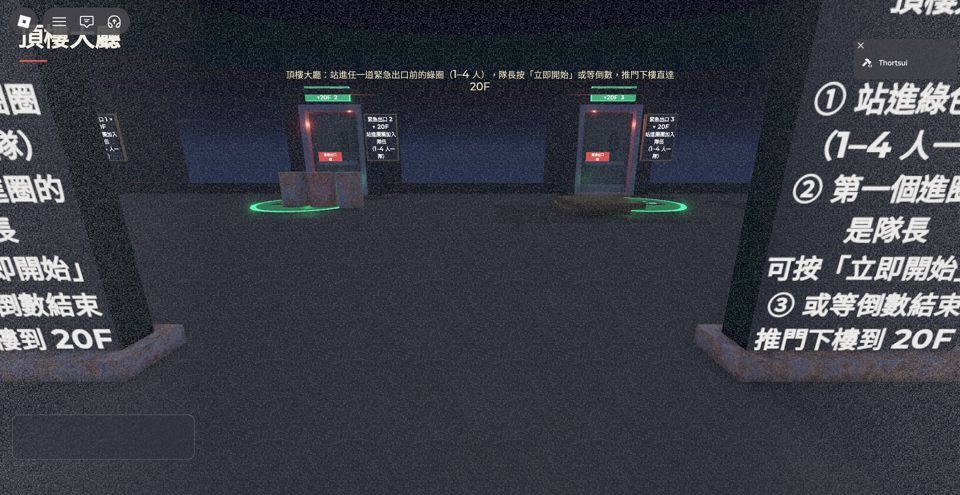 頂樓大廳
頂樓大廳：站進任一道緊急出口前的綠圈（1–4 人），隊長按「立即開始」或等倒數，推門下樓直達
20F
Thortsui
+20F 2
緊急出口 2
→ 20F
站進圈圈加入
隊伍
（1-4 人一
隊）
+20F 3
緊急出口 3
→ 20F
站進圈圈加入
隊伍
（1-4 人一
隊）
圈
隊）
進圈的
長
即開始」
倒數結束
樓到 20F
頂樓
① 站進綠色
（1–4 人一
② 第一個進圈
是隊長
可按「立即開始」
③ 或等倒數結束
推門下樓到 20F